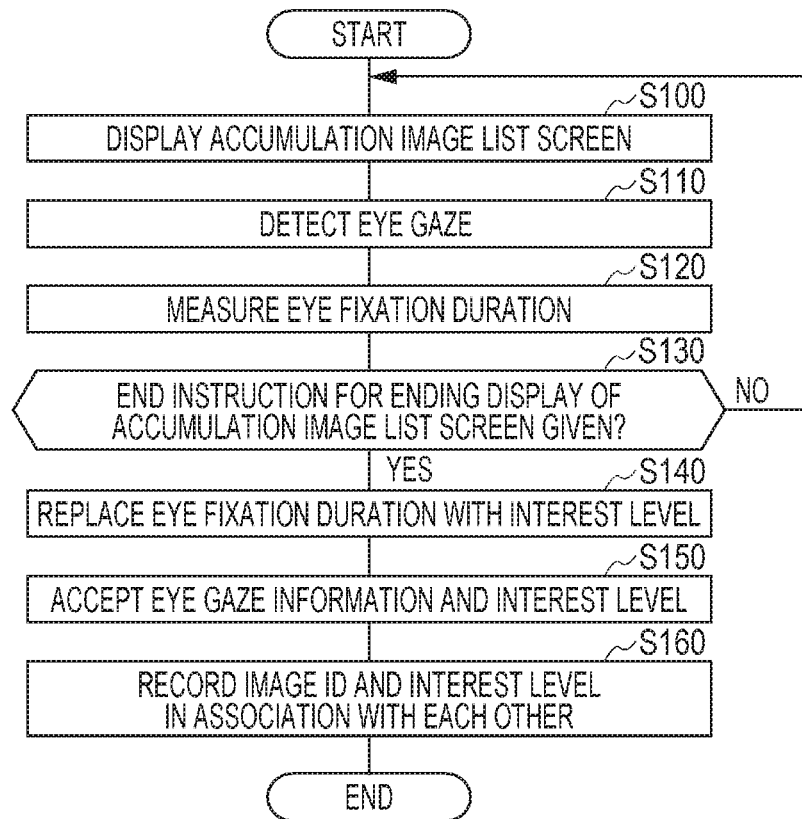 START
S100
DISPLAY ACCUMULATION IMAGE LIST SCREEN
S110
DETECT EYE GAZE
S120
MEASURE EYE FIXATION DURATION
S130
END INSTRUCTION FOR ENDING DISPLAY OF
ACCUMULATION IMAGE LIST SCREEN GIVEN?
NO
YES
S140
REPLACE EYE FIXATION DURATION WITH INTEREST LEVEL
S150
ACCEPT EYE GAZE INFORMATION AND INTEREST LEVEL
S160
RECORD IMAGE ID AND INTEREST LEVEL
IN ASSOCIATION WITH EACH OTHER
END